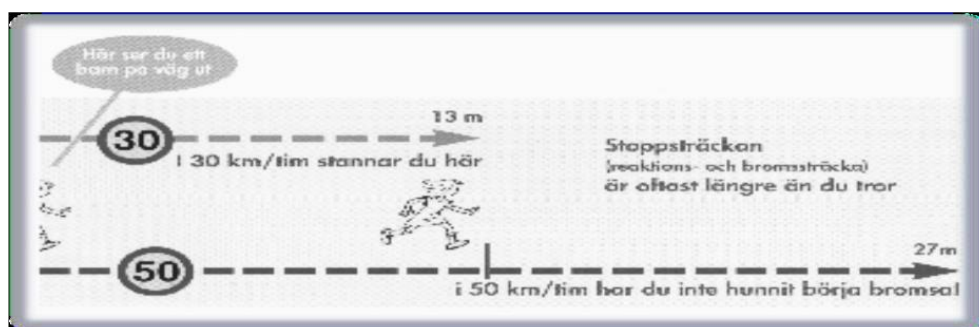 Här ser du ett
barn på väg ut
13 m
30
I 30 km/tim stannar du här
Stoppsträckan
(reaktions- och bromssträcka)
är oftast längre än du tror
27m
50
i 50 km/tim har du inte hunnit börja bromsa!